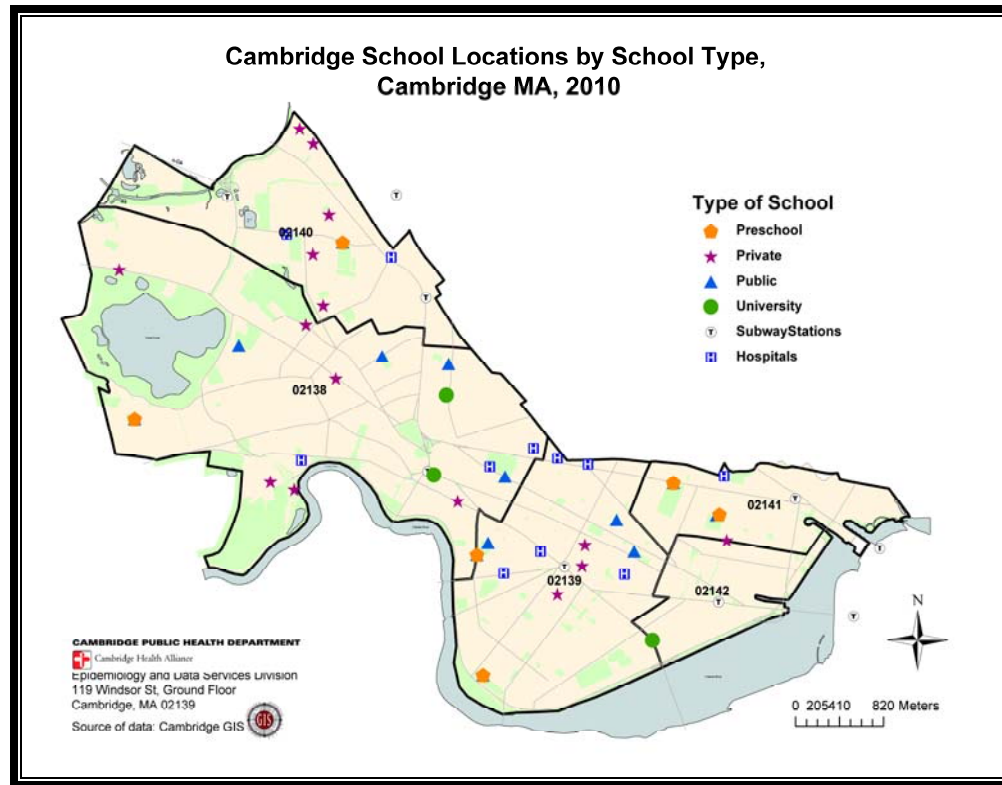 Cambridge School Locations by School Type,
Cambridge MA, 2010
Type of School
Preschool
Private
Public
University
T SubwayStations
H Hospitals
02140
02138
02141
02139
02142
N
0 205410 820 Meters
CAMBRIDGE PUBLIC HEALTH DEPARTMENT
Cambridge Health Alliance
Epidemiology and Data Services Division
119 Windsor St, Ground Floor
Cambridge, MA 02139
Source of data: Cambridge GIS
GIS